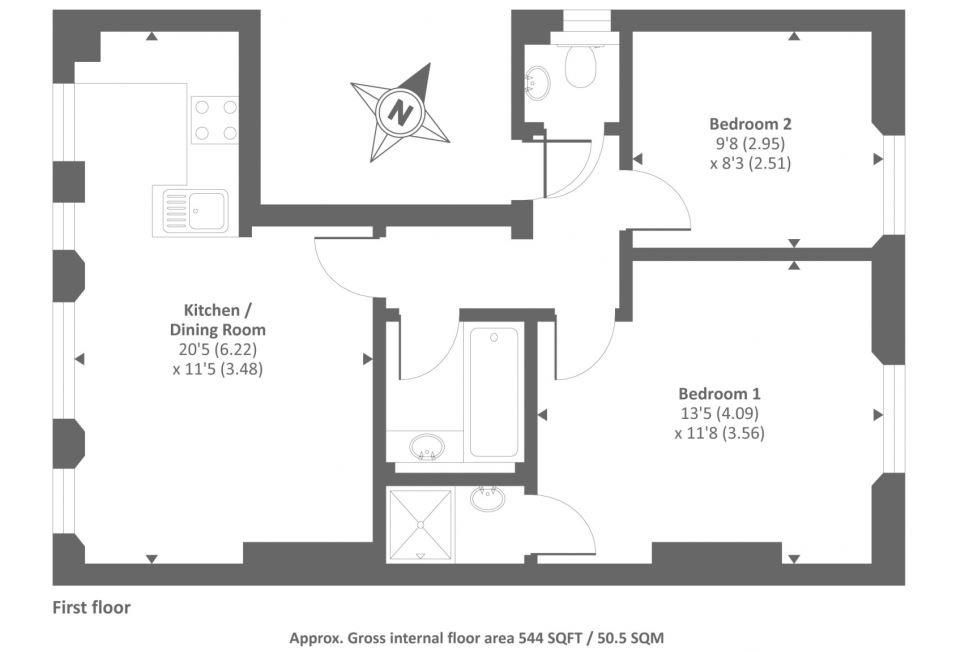 N
Bedroom 2
9'8 (2.95)
x 8'3 (2.51)
Kitchen /
Dining Room
20'5 (6.22)
x 11'5 (3.48)
Bedroom 1
13'5 (4.09)
x 11'8 (3.56)
First floor
Approx. Gross internal floor area 544 SQFT / 50.5 SQM